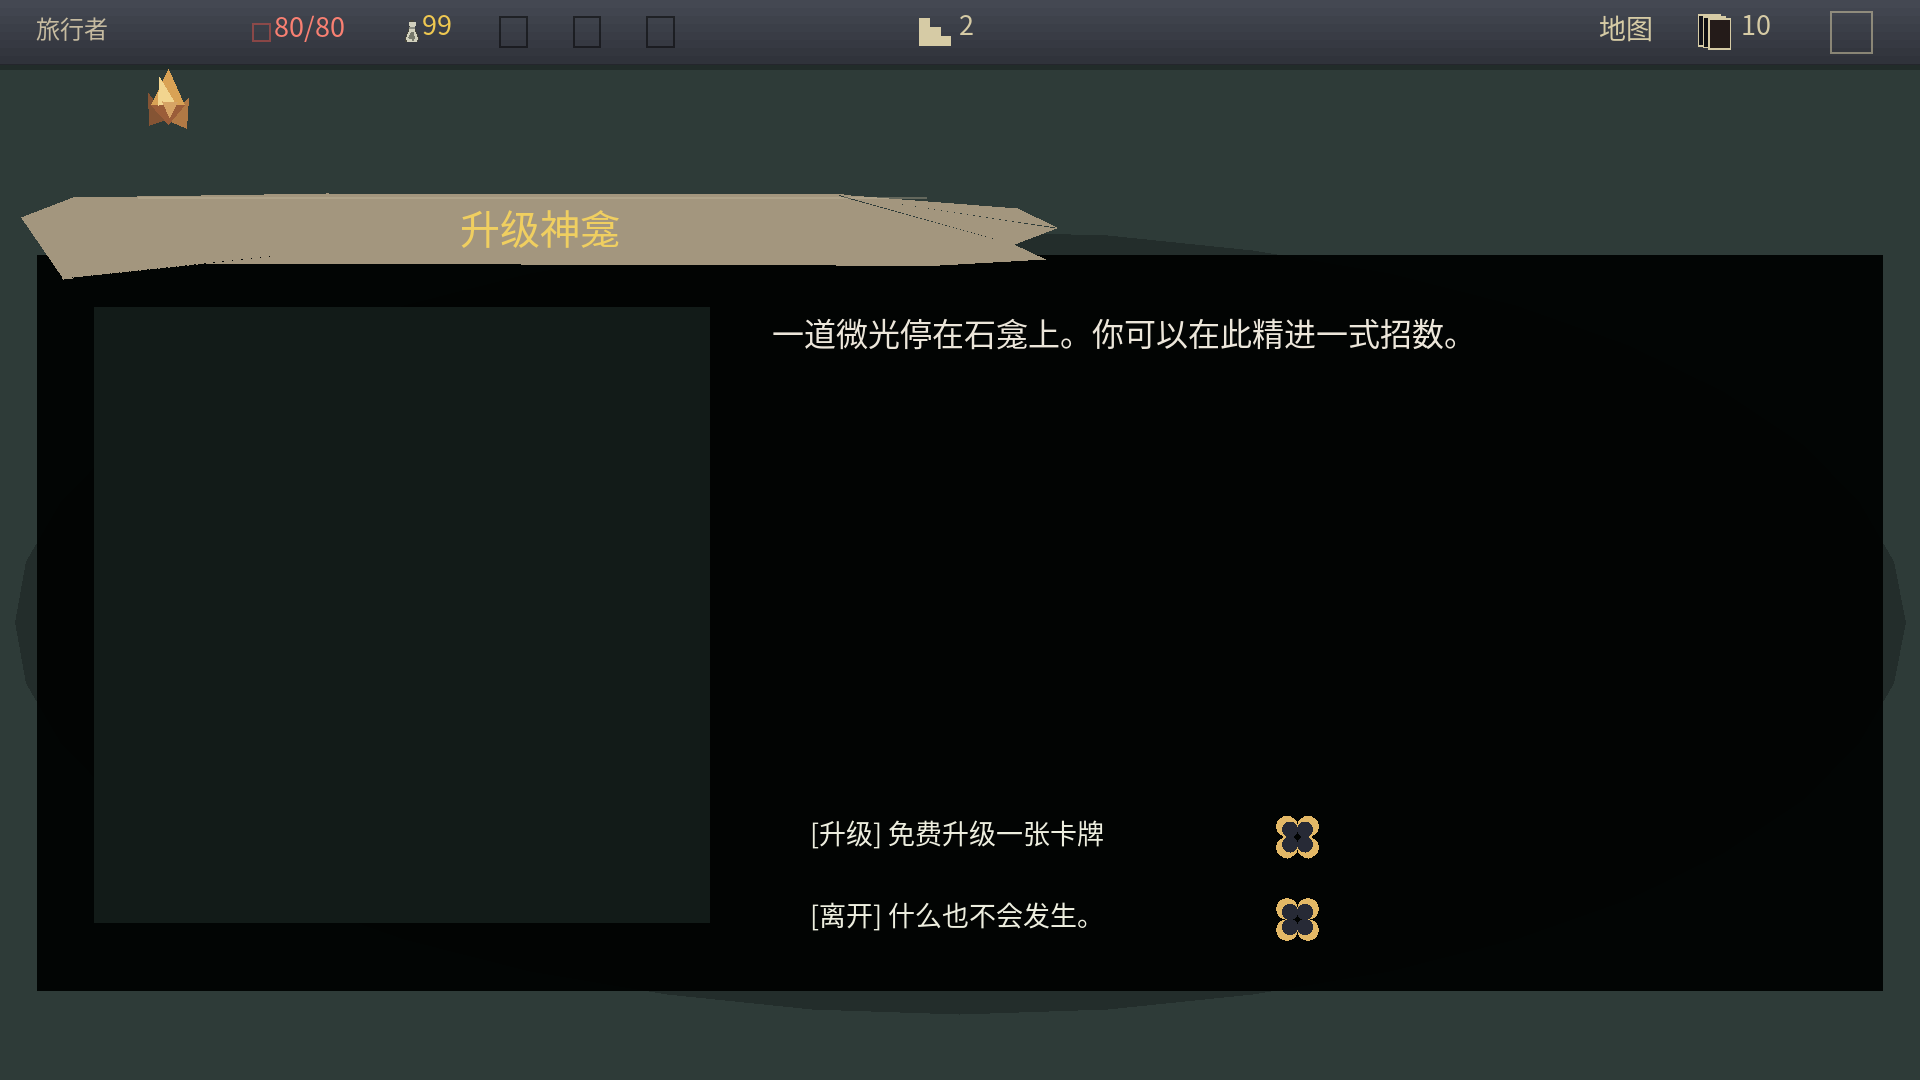 旅行者 80/80 99 2 地图 10
升级神龛
一道微光停在石龛上。你可以在此精进一式招数。
[升级] 免费升级一张卡牌
[离开] 什么也不会发生。